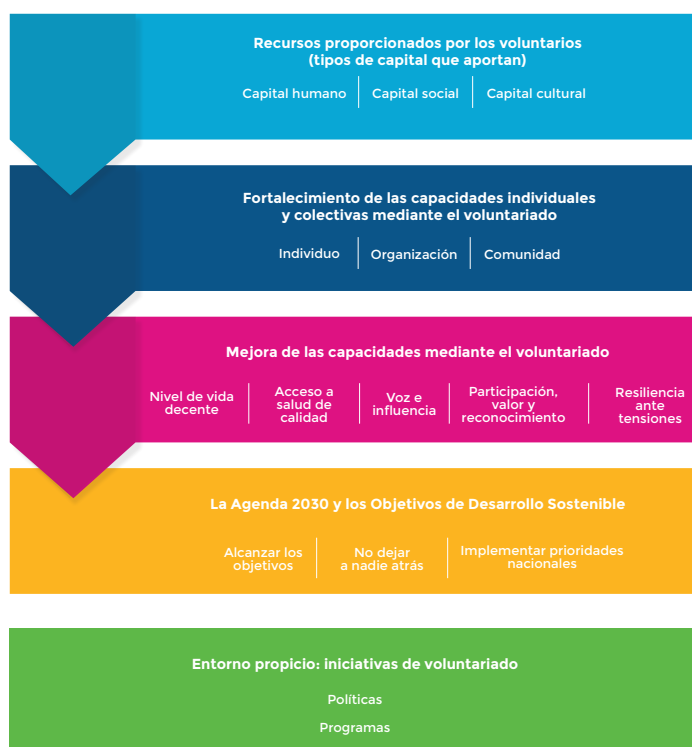 Recursos proporcionados por los voluntarios
(tipos de capital que aportan)
Capital humano
Capital social
Capital cultural
Fortalecimiento de las capacidades individuales
y colectivas mediante el voluntariado
Individuo
Organización
Comunidad
Mejora de las capacidades mediante el voluntariado
Nivel de vida
decente
Acceso a
salud de
calidad
Voz e
influencia
Participación,
valor y
reconocimiento
Resiliencia
ante
tensiones
La Agenda 2030 y los Objetivos de Desarrollo Sostenible
Alcanzar los
objetivos
No dejar
a nadie atrás
Implementar prioridades
nacionales
Entorno propicio: iniciativas de voluntariado
Políticas
Programas